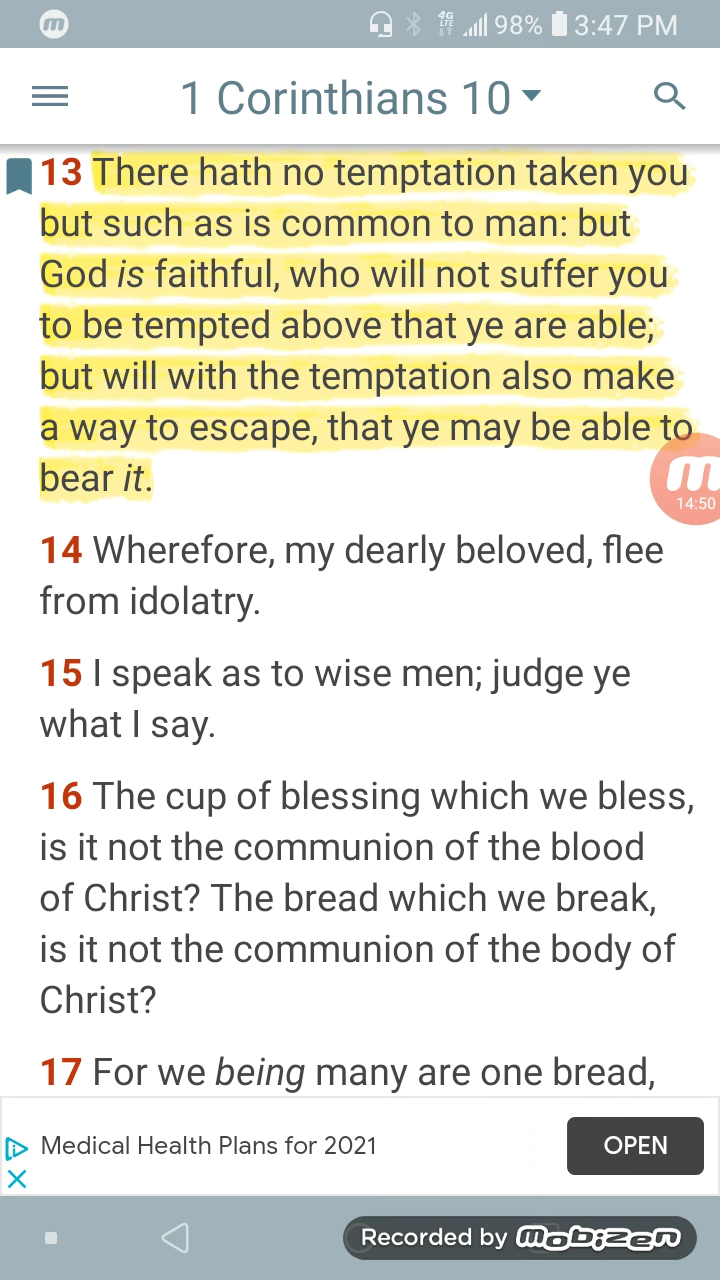 4G LTE 98% 3:47 PM
1 Corinthians 10
13 There hath no temptation taken you
but such as is common to man: but
God is faithful, who will not suffer you
to be tempted above that ye are able;
but will with the temptation also make
a way to escape, that ye may be able to
bear it.
14:50
14 Wherefore, my dearly beloved, flee
from idolatry.
15 I speak as to wise men; judge ye
what I say.
16 The cup of blessing which we bless,
is it not the communion of the blood
of Christ? The bread which we break,
is it not the communion of the body of
Christ?
17 For we being many are one bread,
Medical Health Plans for 2021
OPEN
Recorded by mobizen